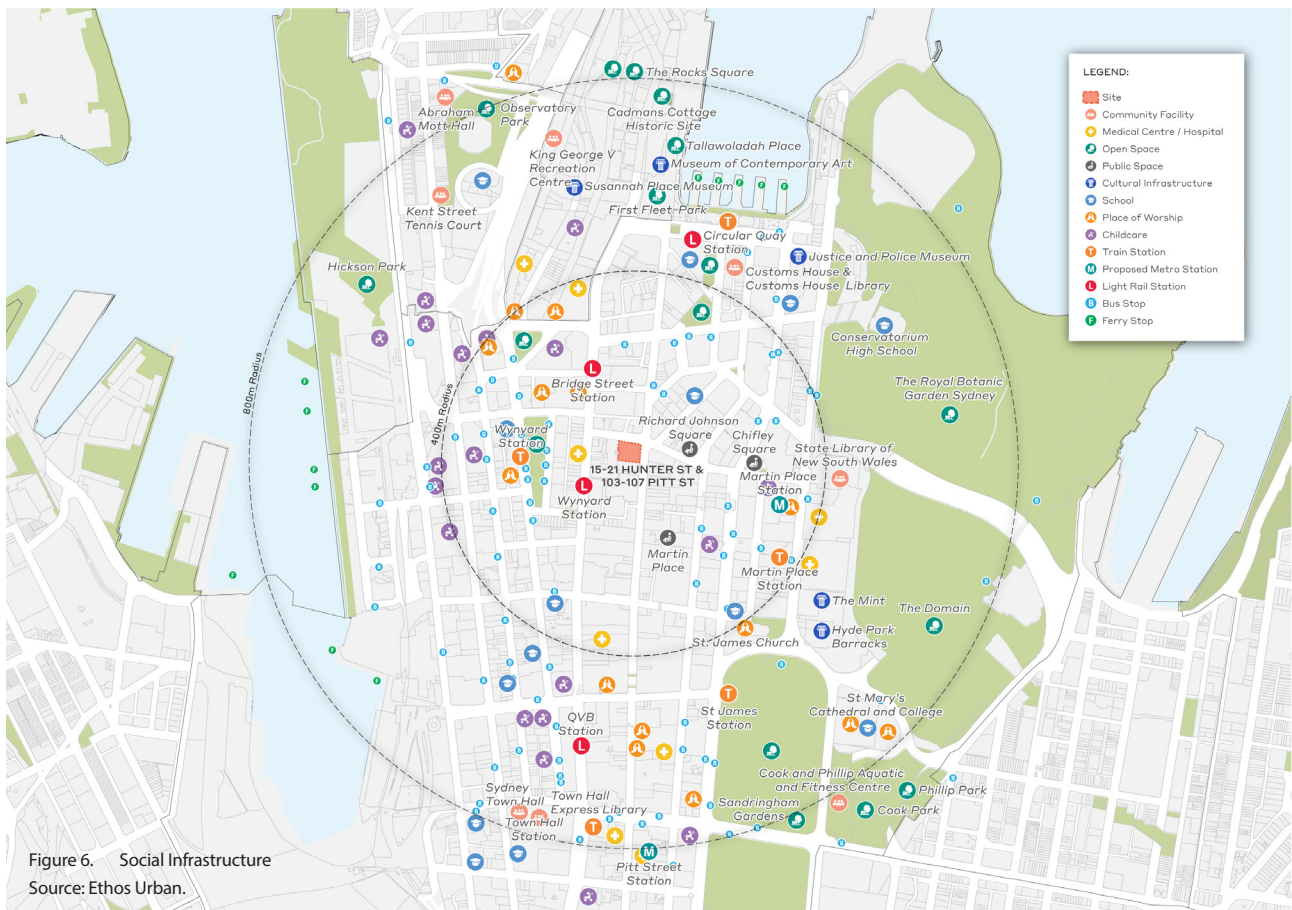 The Rocks Square
Abraham
Mott Hall
Observatory
Park
Cadmans Cottage
Historic Site
King George V
Recreation
Centre
Tallawoladah Place
Museum of Contemporary Art
Susannah Place Museum
Kent Street
Tennis Court
First Fleet Park
Circular Quay
Station
Justice and Police Museum
Customs House &
Customs House Library
Hickson Park
Conservatorium
High School
800m Radius
400m Radius
Bridge Street
Station
The Royal Botanic
Garden Sydney
Richard Johnson
Square
Wynyard
Station
Chifley
Square
State Library of
New South Wales
15-21 HUNTER ST &
103-107 PITT ST
Martin Place
Station
Wynyard
Station
Martin
Place
Martin Place
Station
The Mint
The Domain
St. James Church
Hyde Park
Barracks
St James
Station
St Mary's
Cathedral and College
QVB
Station
Cook and Phillip Aquatic
and Fitness Centre
Phillip Park
Sydney
Town Hall
Town Hall
Express Library
Sandringham
Gardens
Cook Park
Town Hall
Station
Pitt Street
Station
LEGEND:
Site
Community Facility
Medical Centre / Hospital
Open Space
Public Space
Cultural Infrastructure
School
Place of Worship
Childcare
T Train Station
M Proposed Metro Station
L Light Rail Station
B Bus Stop
F Ferry Stop
Figure 6. Social Infrastructure
Source: Ethos Urban.